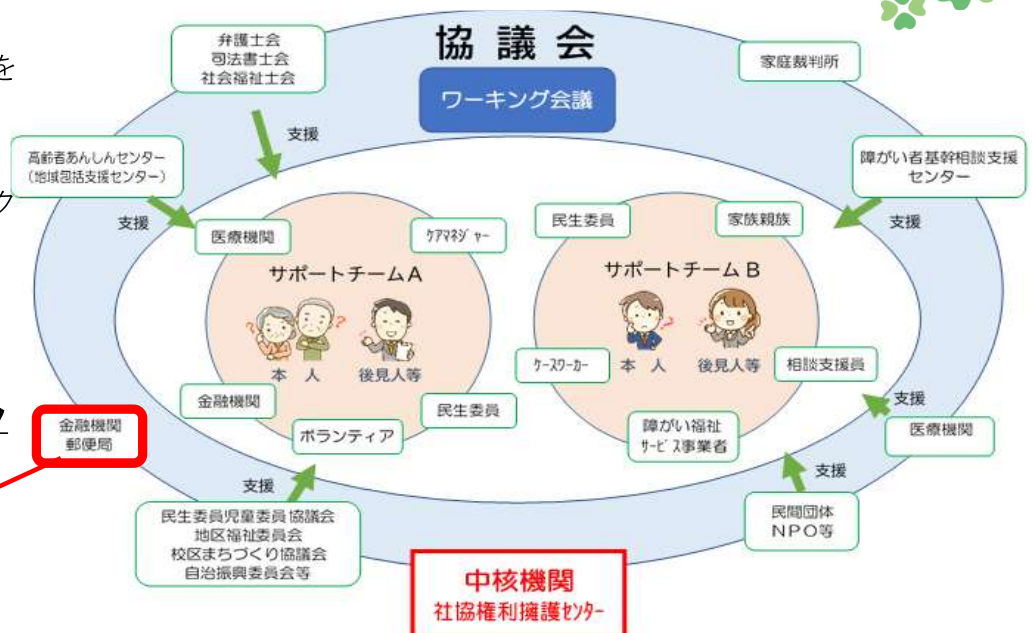 を
ク
ク
協議会
ワーキング会議
弁護士会
司法書士会
社会福祉士会
家庭裁判所
支援
高齢者あんしんセンター
（地域包括支援センター）
支援
障がい者基幹相談支援
センター
支援
医療機関
ｹｱﾏﾈｼﾞｬｰ
サポートチームA
本 人
後見人等
金融機関
ボランティア
民生委員
民生委員
家族親族
サポートチームB
ｹｰｽﾜｰｶｰ
本 人
後見人等
相談支援員
障がい福祉
ｻｰﾋﾞｽ事業者
金融機関
郵便局
支援
医療機関
支援
民生委員児童委員協議会
地区福祉委員会
校区まちづくり協議会
自治振興委員会等
支援
民間団体
NPO等
中核機関
社協権利擁護ｾﾝﾀｰ